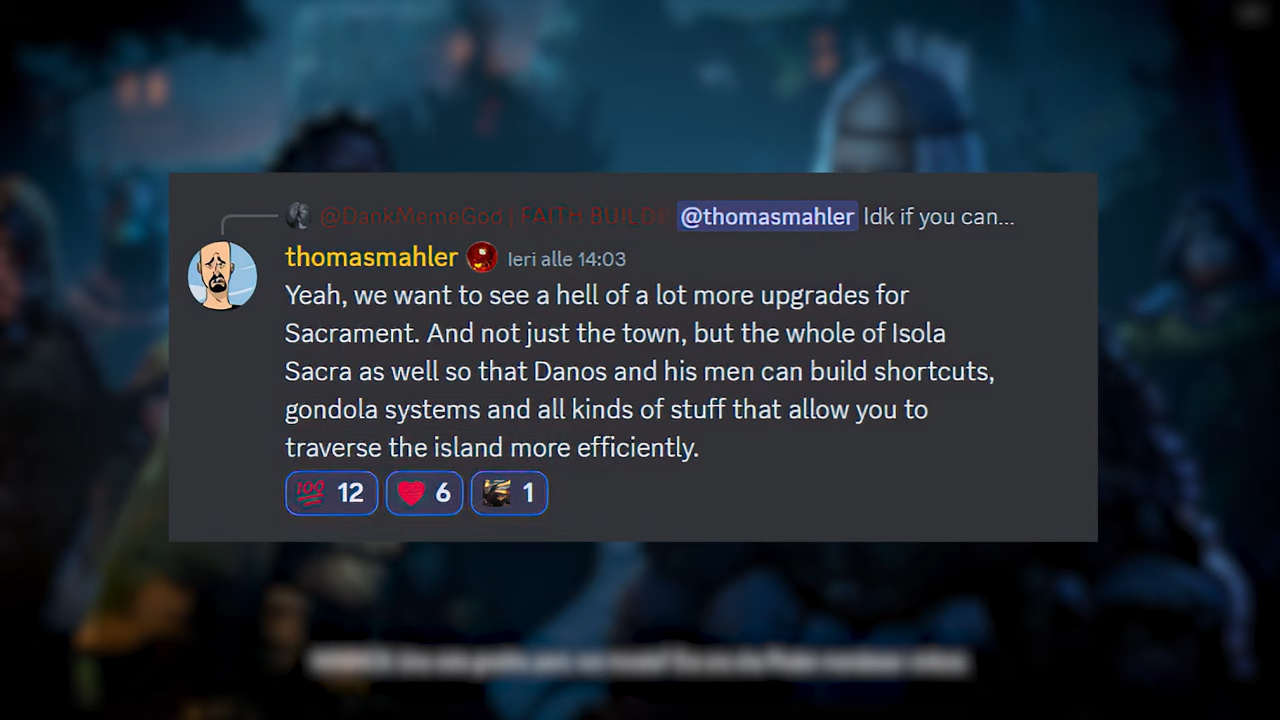 @DankMemeGod | FAITH BUILDE @thomasmahler Idk if you can...
thomasmahler Ieri alle 14:03
Yeah, we want to see a hell of a lot more upgrades for
Sacrament. And not just the town, but the whole of Isola
Sacra as well so that Danos and his men can build shortcuts,
gondola systems and all kinds of stuff that allow you to
traverse the island more efficiently.
💯 12 ❤️ 6 1